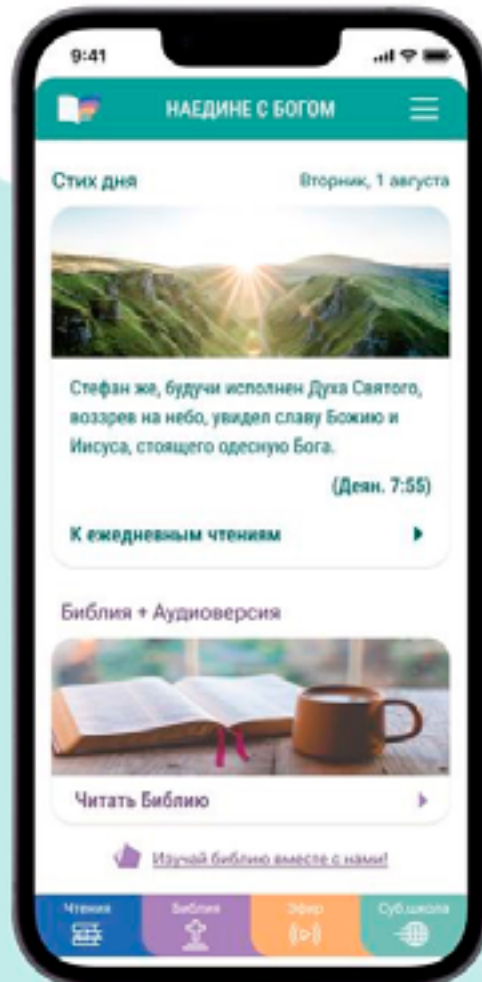 9:41
НАЕДИНЕ С БОГОМ
Стих дня
Вторник, 1 августа
Стефан же, будучи исполнен Духа Святого,
воззрев на небо, увидел славу Божию и
Иисуса, стоящего одесную Бога.
(Деян. 7:55)
К ежедневным чтениям
Библия + Аудиоверсия
Читать Библию
Изучай библию вместе с нами!
Чтения
Библия
Эфир
Суб.школа